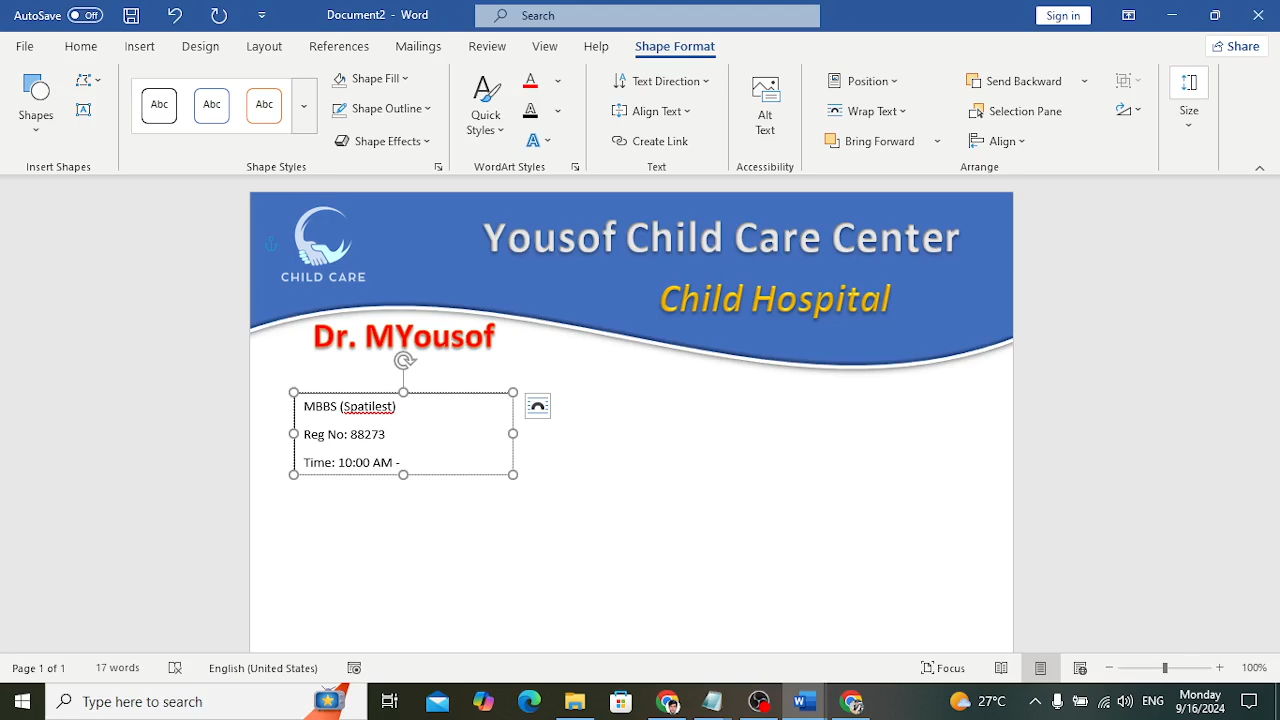 AutoSave Off
Document2 - Word
Search
Sign in
File Home Insert Design Layout References Mailings Review View Help Shape Format
Share
Shapes
Insert Shapes
Abc Abc Abc
Shape Fill
Shape Outline
Shape Effects
Shape Styles
Quick
Styles
WordArt Styles
Text Direction
Align Text
Create Link
Text
Alt
Text
Accessibility
Position
Wrap Text
Bring Forward
Send Backward
Selection Pane
Align
Arrange
Size
CHILD CARE
Yousof Child Care Center
Child Hospital
Dr. MYousof
MBBS (Spatilest)
Reg No: 88273
Time: 10:00 AM -
Page 1 of 1
17 words
English (United States)
Focus
100%
Type here to search
27°C
ENG
Monday
9/16/2024